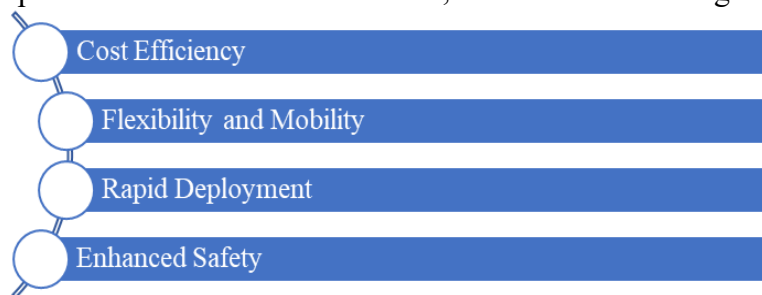 Cost Efficiency
Flexibility and Mobility
Rapid Deployment
Enhanced Safety